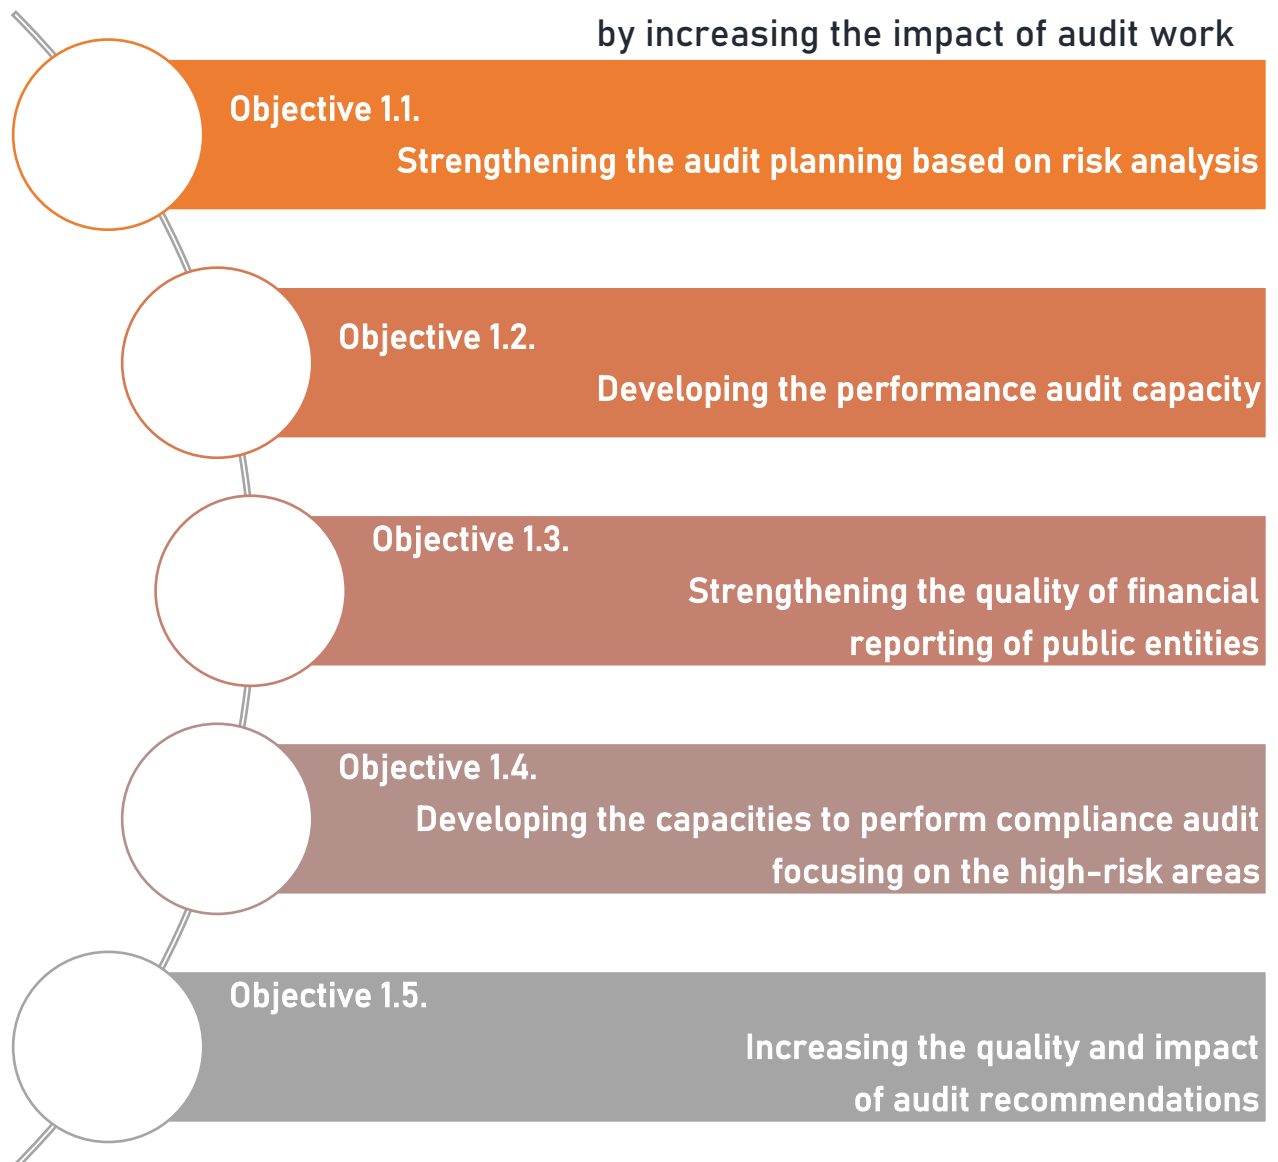 by increasing the impact of audit work
Objective 1.1.
Strengthening the audit planning based on risk analysis
Objective 1.2.
Developing the performance audit capacity
Objective 1.3.
Strengthening the quality of financial
reporting of public entities
Objective 1.4.
Developing the capacities to perform compliance audit
focusing on the high-risk areas
Objective 1.5.
Increasing the quality and impact
of audit recommendations